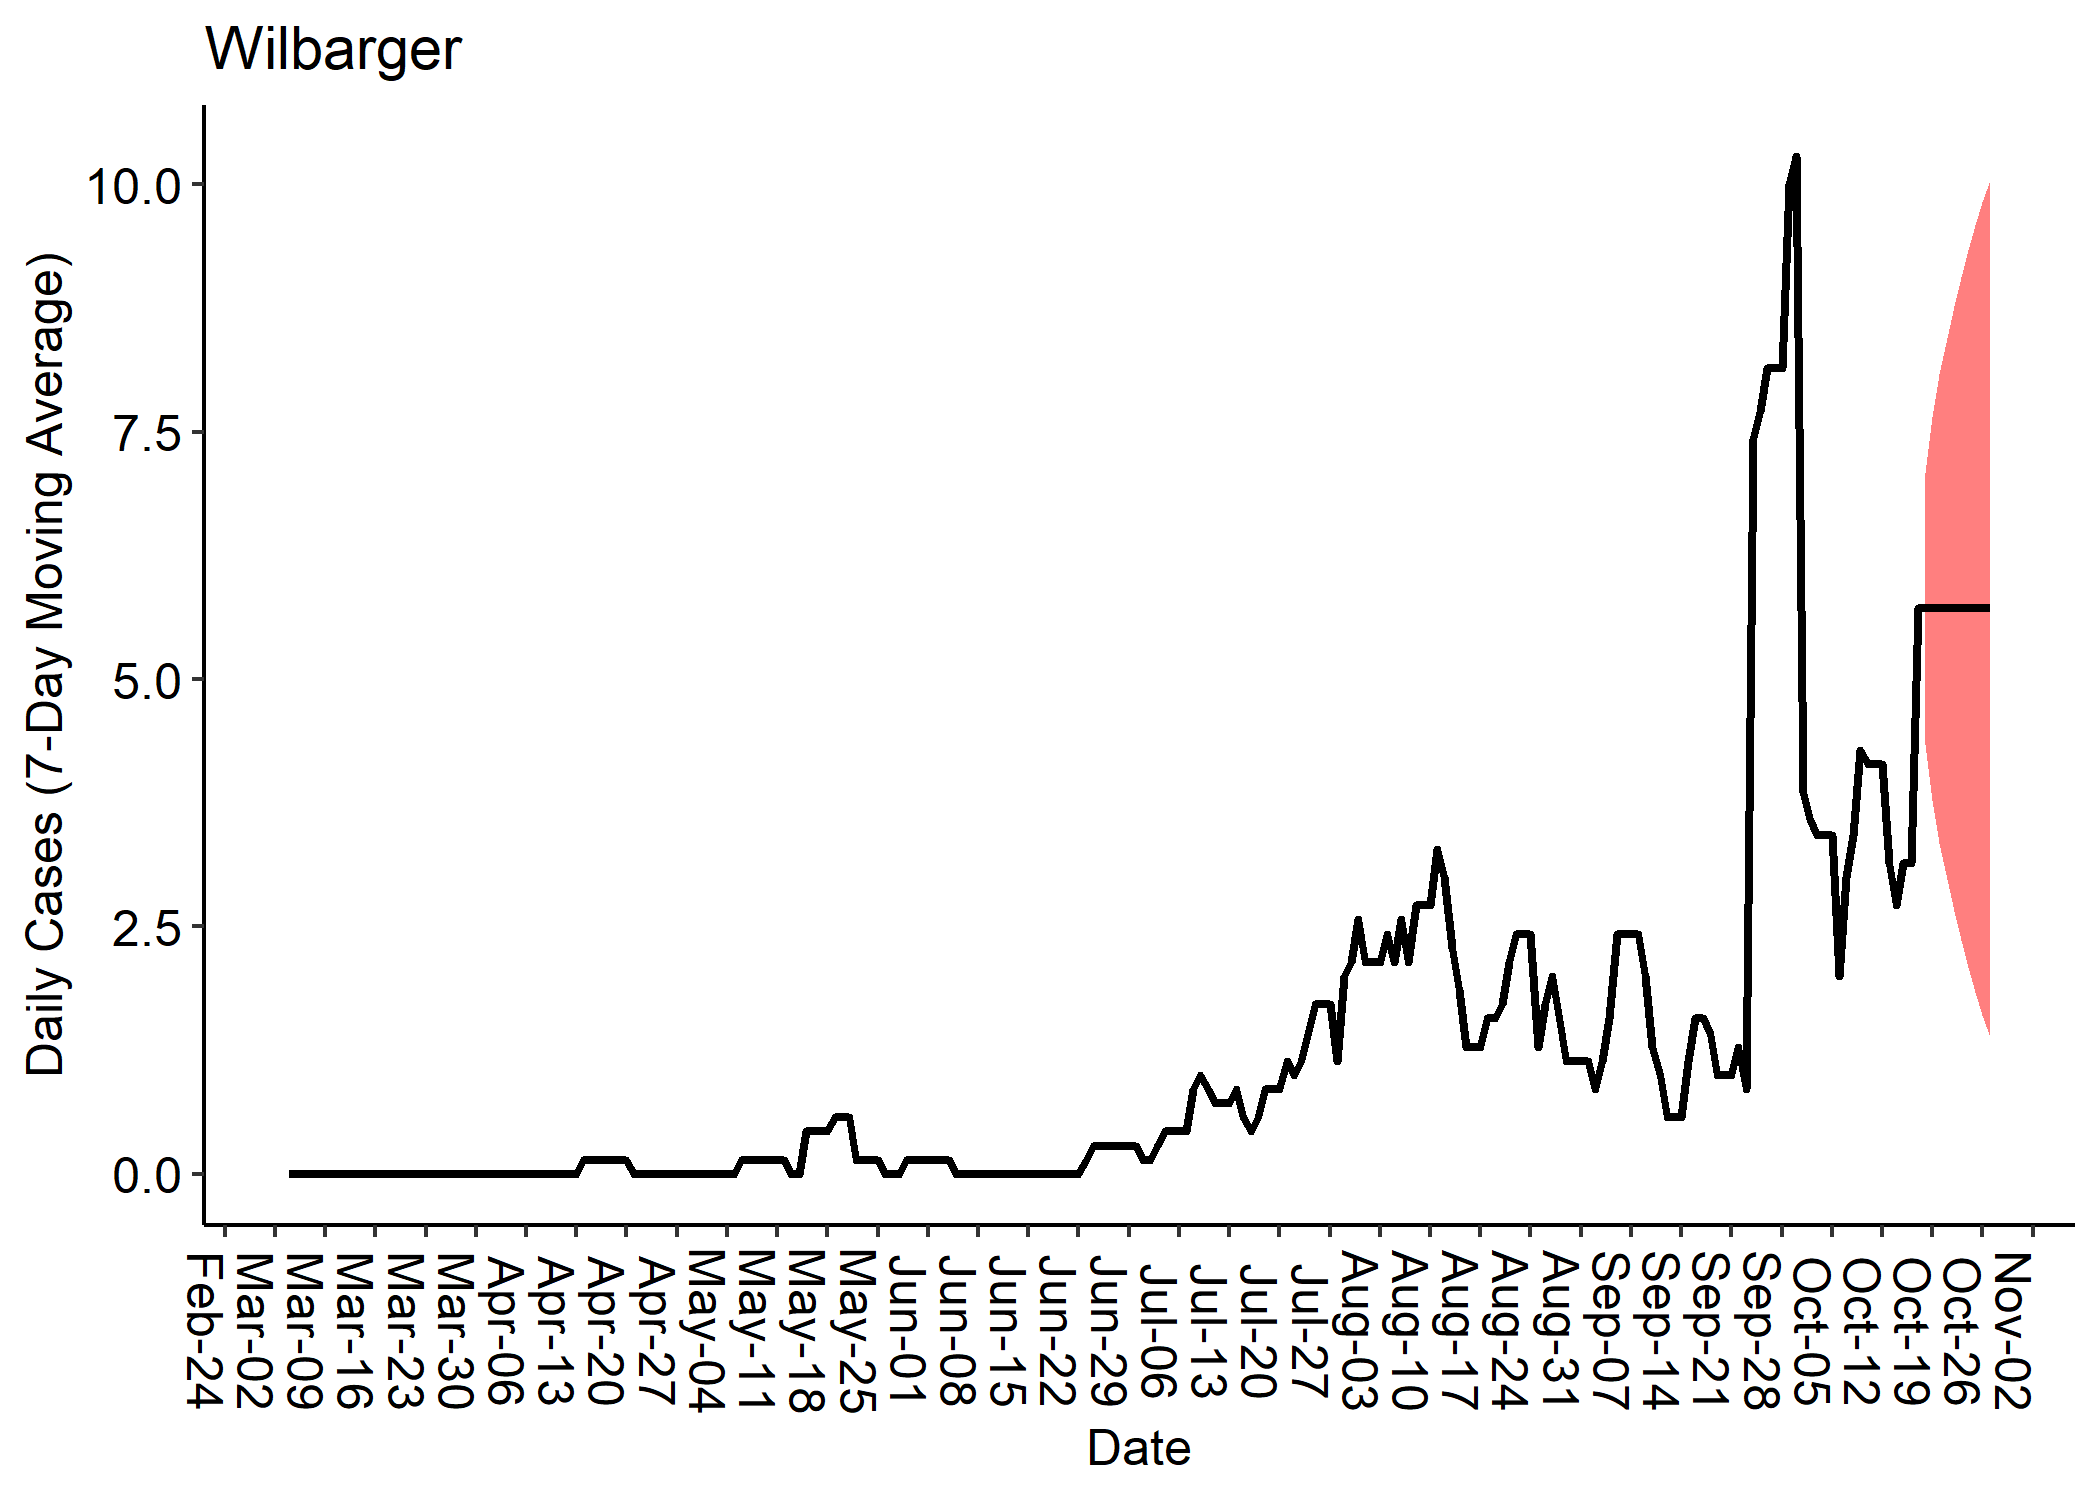 Wilbarger
Daily Cases (7-Day Moving Average)
10.0
7.5
5.0
2.5
0.0
Feb-24
Mar-02
Mar-09
Mar-16
Mar-23
Mar-30
Apr-06
Apr-13
Apr-20
Apr-27
May-04
May-11
May-18
May-25
Jun-01
Jun-08
Jun-15
Jun-22
Jun-29
Jul-06
Jul-13
Jul-20
Jul-27
Aug-03
Aug-10
Aug-17
Aug-24
Aug-31
Sep-07
Sep-14
Sep-21
Sep-28
Oct-05
Oct-12
Oct-19
Oct-26
Nov-02
Date